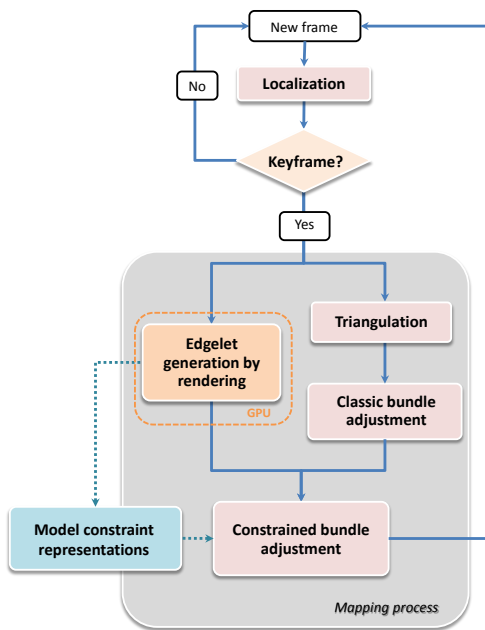 New frame
No
Localization
Keyframe?
Yes
Edgelet
generation by
rendering
GPU
Triangulation
Classic bundle
adjustment
Model constraint
representations
Constrained bundle
adjustment
Mapping process